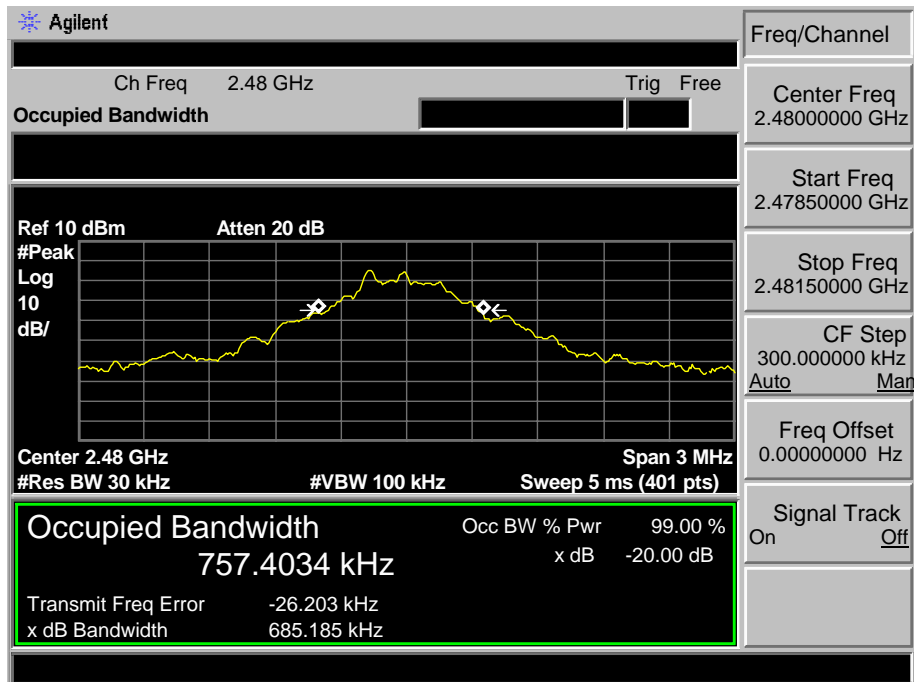 Agilent
Freq/Channel
Ch Freq 2.48 GHz Trig Free
Occupied Bandwidth
Center Freq
2.48000000 GHz
Start Freq
2.47850000 GHz
Stop Freq
2.48150000 GHz
CF Step
300.000000 kHz
Auto Man
Freq Offset
0.00000000 Hz
Signal Track
On Off
Ref 10 dBm Atten 20 dB
#Peak
Log
10
dB/
Center 2.48 GHz Span 3 MHz
#Res BW 30 kHz #VBW 100 kHz Sweep 5 ms (401 pts)
Occupied Bandwidth Occ BW % Pwr 99.00 %
757.4034 kHz x dB -20.00 dB
Transmit Freq Error -26.203 kHz
x dB Bandwidth 685.185 kHz